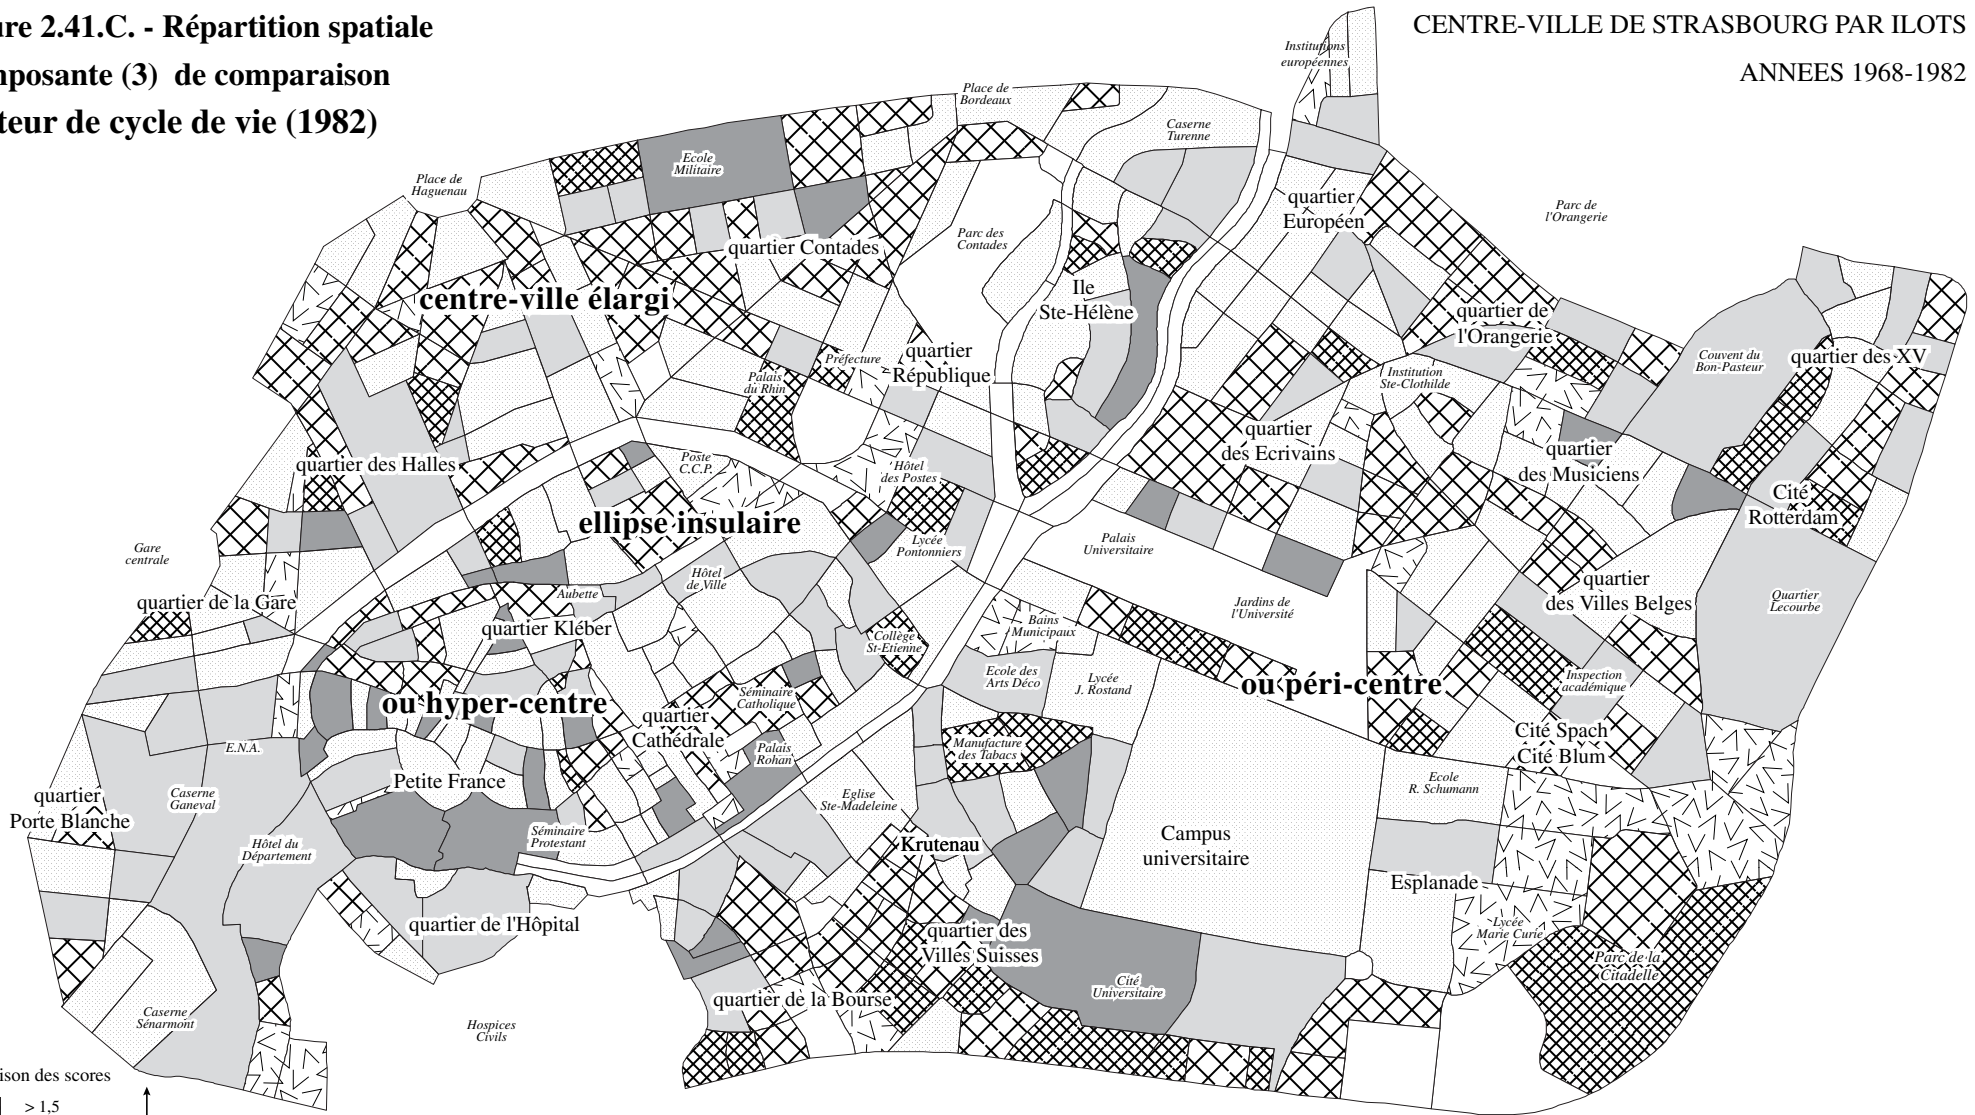 ure 2.41.C. - Répartition spatiale
mposante (3) de comparaison
teur de cycle de vie (1982)
CENTRE-VILLE DE STRASBOURG PAR ILOTS
ANNEES 1968-1982
Institutions
européennes
Place de
Bordeaux
Caserne
Turenne
Ecole
Militaire
Place de
Haguenau
quartier
Européen
Parc de
l'Orangerie
Parc des
Contades
quartier Contades
centre-ville élargi
Ile
Ste-Hélène
quartier de
l'Orangerie
Couvent du
Bon-Pasteur
quartier des XV
Préfecture
quartier
République
Palais
du Rhin
Institution
Ste-Clothilde
quartier
des Ecrivains
quartier
des Musiciens
quartier des Halles
Poste
C.C.P.
Hôtel
des Postes
Cité
Rotterdam
ellipse insulaire
Lycée
Pontonniers
Palais
Universitaire
Gare
centrale
Hôtel
de Ville
quartier
des Villes Belges
Quartier
Lecourbe
quartier de la Gare
Aubette
Jardins de
l'Université
quartier Kléber
Bains
Municipaux
Collège
St-Etienne
Ecole des
Arts Déco
Lycée
J. Rostand
ou péri-centre
Inspection
académique
ou hyper-centre
Séminaire
Catholique
quartier
Cathédrale
E.N.A.
Palais
Rohan
Manufacture
des Tabacs
Cité Spach
Cité Blum
Petite France
Ecole
R. Schumann
quartier
Porte Blanche
Caserne
Ganeval
Eglise
Ste-Madeleine
Séminaire
Protestant
Hôtel du
Département
Krutenau
Campus
universitaire
Esplanade
quartier de l'Hôpital
quartier des
Villes Suisses
Lycée
Marie Curie
Parc de la
Citadelle
Cité
Universitaire
quartier de la Bourse
Caserne
Sénarmont
Hospices
Civils
ison des scores
> 1,5